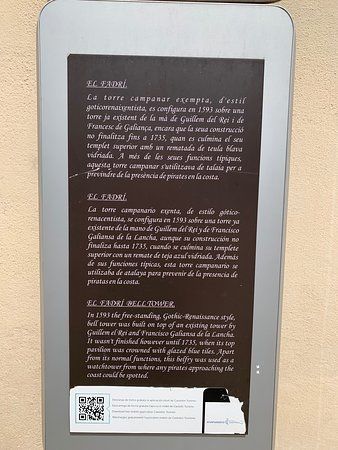 EL FADRÍ.
La torre campanar exempta, d'estil
goticorenaixentista, es configura en 1593 sobre una
torre ja existent de la mà de Guillem del Rei i de
Francesc de Galiança, encara que la seua construcció
no finalitza fins a 1735, quan es culmina el seu
templet superior amb un rematada de teula blava
vidriada. A més de les seues funcions típiques,
aquesta torre campanar s'utilitzava de talaia per a
previndre de la presència de pirates en la costa.
EL FADRÍ.
La torre campanario exenta, de estilo gótico-
renacentista, se configura en 1593 sobre una torre ya
existente de la mano de Guillem del Rey y de Francisco
Galiansa de la Lancha, aunque su construcción no
finaliza hasta 1735, cuando se culmina su templete
superior con un remate de teja azul vidriada. Además
de sus funciones típicas, esta torre campanario se
utilizaba de atalaya para prevenir de la presencia de
piratas en la costa.
EL FADRÍ BELL TOWER.
In 1593 the free-standing, Gothic-Renaissance style,
bell tower was built on top of an existing tower by
Guillem el Rei and Francisco Galiansa de la Lancha.
It wasn't finished however until 1735, when its top
pavilion was crowned with glazed blue tiles. Apart
from its normal functions, this belfry was used as a
watchtower from where any pirates approaching the
coast could be spotted.